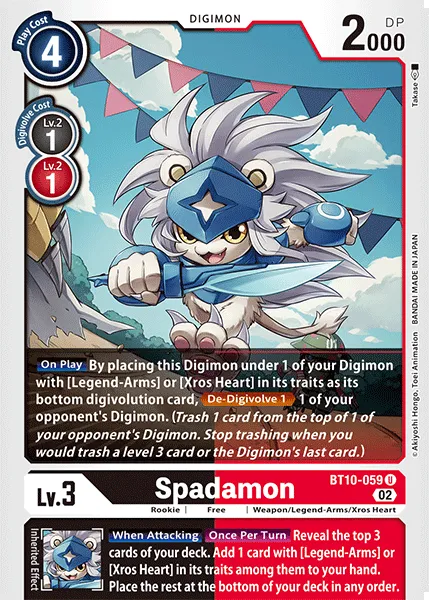 DIGIMON
Play Cost
4
DP
2000
Digivolve Cost
Lv.2
1
Lv.2
1
Takase
©Akiyoshi Hongo, Toei Animation BANDAI MADE IN JAPAN
On Play By placing this Digimon under 1 of your Digimon
with [Legend-Arms] or [Xros Heart] in its traits as its
bottom digivolution card, De-Digivolve 1 1 of your
opponent's Digimon. (Trash 1 card from the top of 1
of your opponent's Digimon. Stop trashing when you
would trash a level 3 card or the Digimon's last card.)
Lv.3
Spadamon
BT10-059 U
02
Rookie | Free | Weapon/Legend-Arms/Xros Heart
Inherited Effect
When Attacking Once Per Turn Reveal the top 3
cards of your deck. Add 1 card with [Legend-Arms] or
[Xros Heart] in its traits among them to your hand.
Place the rest at the bottom of your deck in any order.